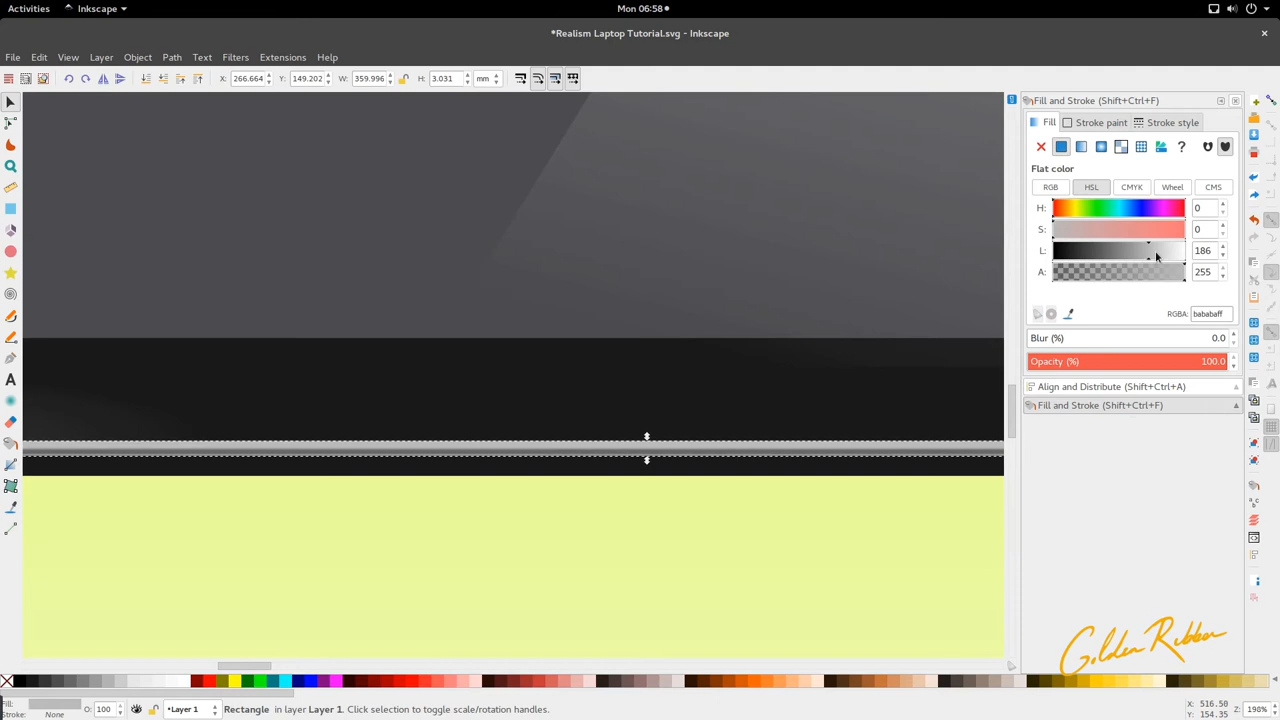 Activities Inkscape Mon 06:58
*Realism Laptop Tutorial.svg - Inkscape
File Edit View Layer Object Path Text Filters Extensions Help
X: 266.664 Y: 149.202 W: 359.996 H: 3.031 mm
Fill and Stroke (Shift+Ctrl+F)
Fill Stroke paint Stroke style
Flat color
RGB HSL CMYK Wheel CMS
H: 0
S: 0
L: 186
A: 255
RGBA: bababaff
Blur (%) 0.0
Opacity (%) 100.0
Align and Distribute (Shift+Ctrl+A)
Fill and Stroke (Shift+Ctrl+F)
Golden Ribbon
Fill:
Stroke: None
O: 100
Layer 1
Rectangle in layer Layer 1. Click selection to toggle scale/rotation handles.
X: 516.50
Y: 154.35
Z: 198%